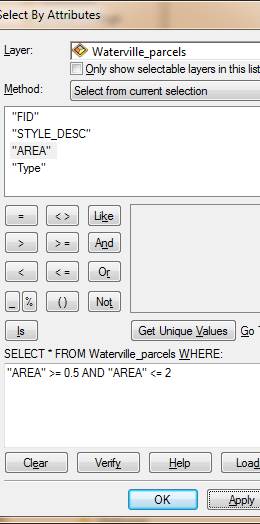 Select By Attributes
Layer: Waterville_parcels
Only show selectable layers in this list
Method: Select from current selection
"FID"
"STYLE_DESC"
"AREA"
"Type"
= < > Like
> > = And
< < = Or
_ % ( ) Not
Is Get Unique Values Go T
SELECT * FROM Waterville_parcels WHERE:
"AREA" >= 0.5 AND "AREA" <= 2
Clear Verify Help Load
OK Apply